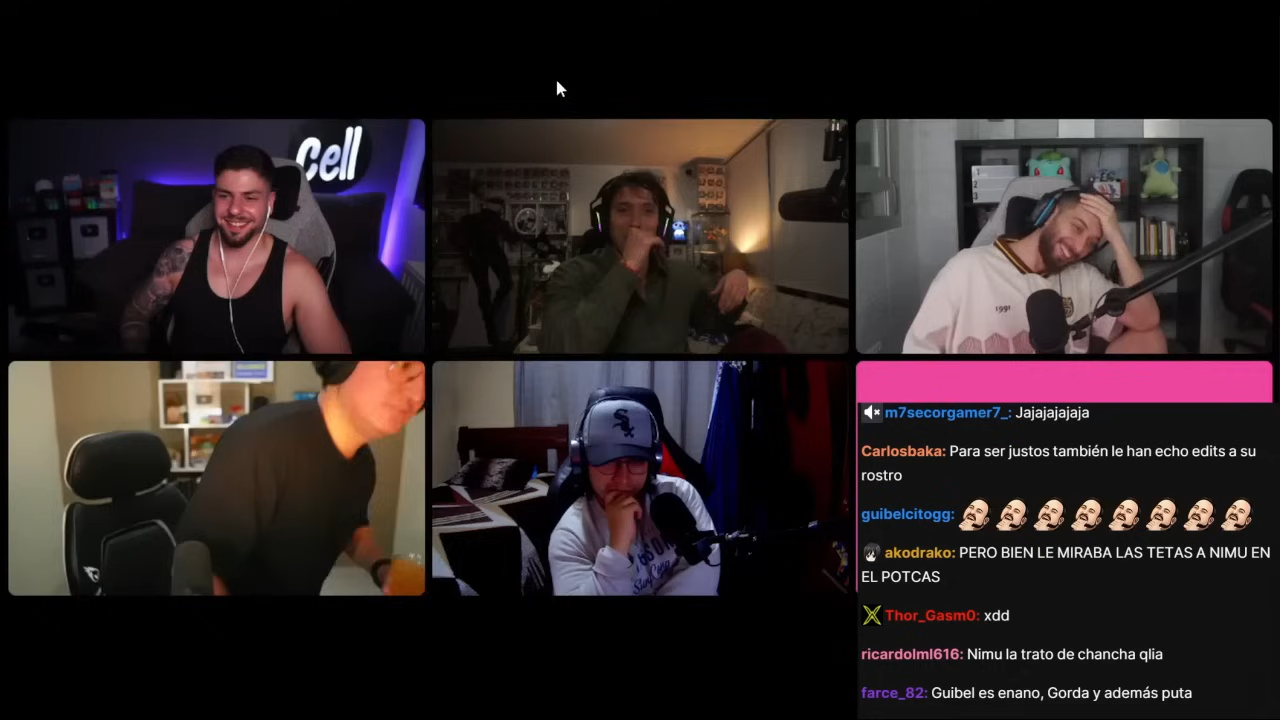 cell
1991
m7secorgamer7_: Jajajajajaja
Carlosbaka: Para ser justos también le han echo edits a su
rostro
guibelcitogg:
akodrako: PERO BIEN LE MIRABA LAS TETAS A NIMU EN
EL POTCAS
Thor_Gasm0: xdd
ricardolml616: Nimu la trato de chancha qlia
farce_82: Guibel es enano, Gorda y además puta